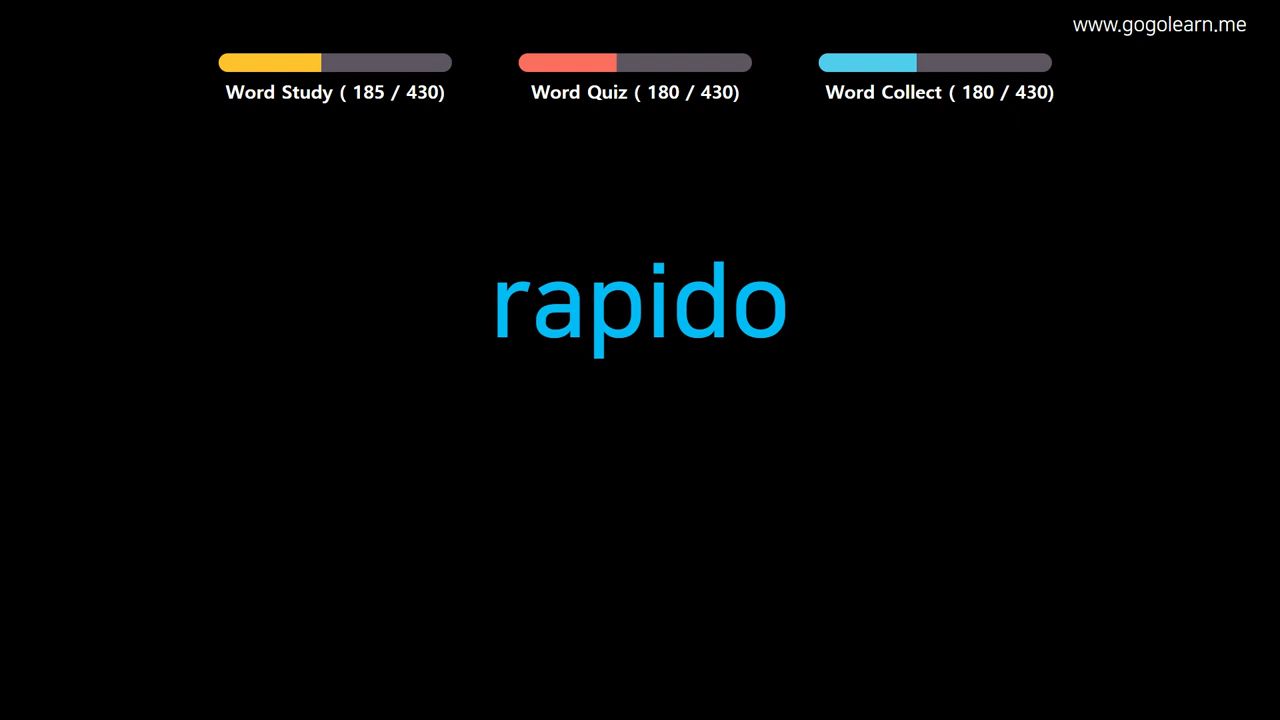 www.gogolearn.me
Word Study ( 185 / 430)
Word Quiz ( 180 / 430)
Word Collect ( 180 / 430)
rapido